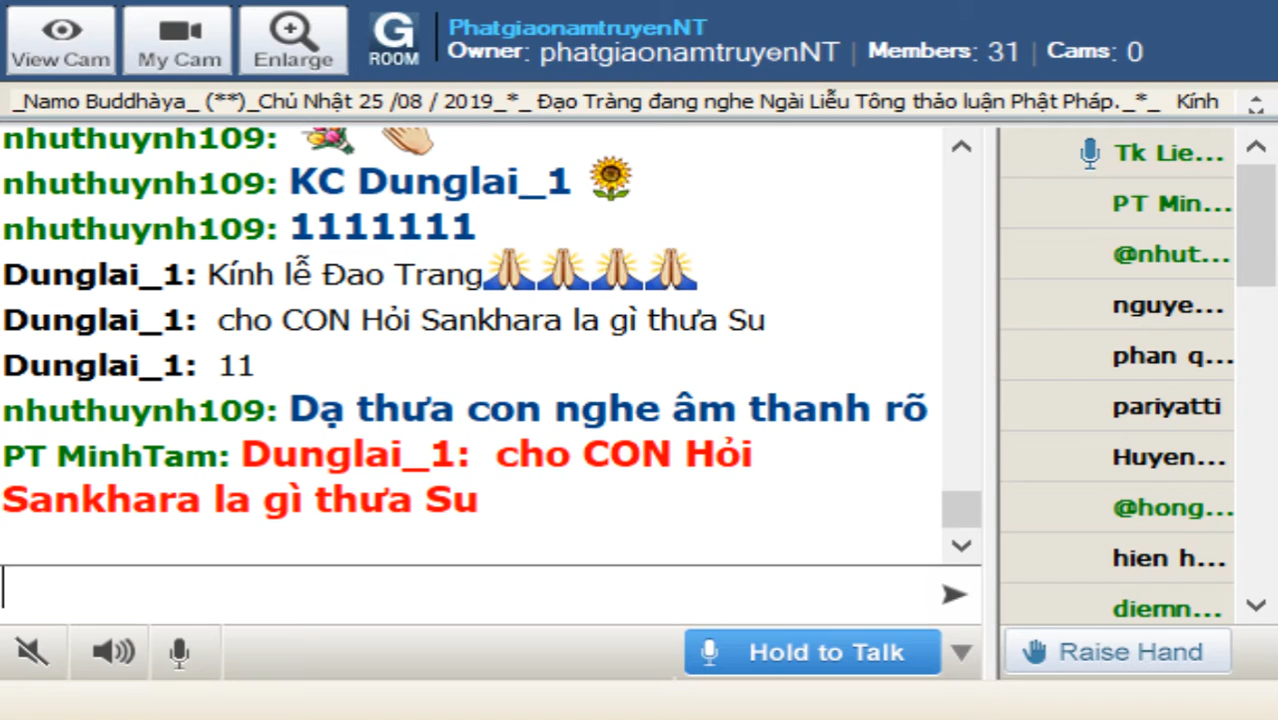 View Cam
My Cam
Enlarge
G
ROOM
PhatgiaonamtruyenNT
Owner: phatgiaonamtruyenNT | Members: 31 | Cams: 0
_Namo Buddhàya_ (**)_Chủ Nhật 25 /08 / 2019_*_ Đạo Tràng đang nghe Ngài Liễu Tông thảo luận Phật Pháp._*_ Kính
nhuthuynh109:
nhuthuynh109: KC Dunglai_1
nhuthuynh109: 1111111
Dunglai_1: Kính lễ Đao Trang
Dunglai_1: cho CON Hỏi Sankhara la gì thưa Su
Dunglai_1: 11
nhuthuynh109: Dạ thưa con nghe âm thanh rõ
PT MinhTam: Dunglai_1: cho CON Hỏi
Sankhara la gì thưa Su
Tk Lie...
PT Min...
@nhut...
nguye...
phan q...
pariyatti
Huyen...
@hong...
hien h...
diemn...
Hold to Talk
Raise Hand